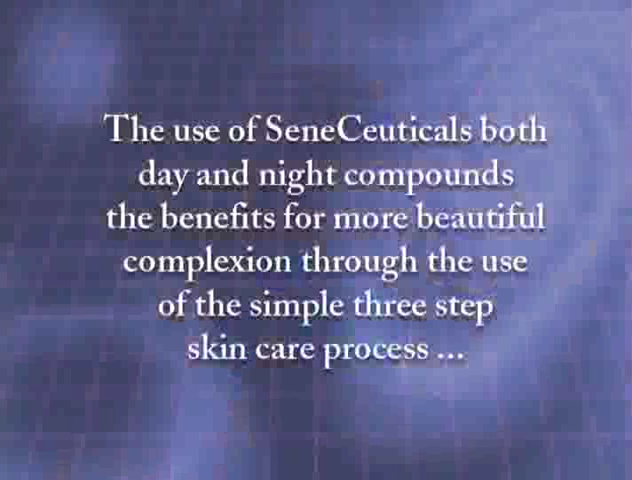 The use of SeneCeuticals both
day and night compounds
the benefits for more beautiful
complexion through the use
of the simple three step
skin care process ...